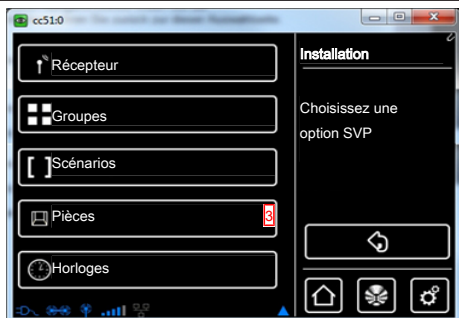 cc51:0
Récepteur
Groupes
Scénarios
Pièces
3
Horloges
Installation
Choisissez une
option SVP